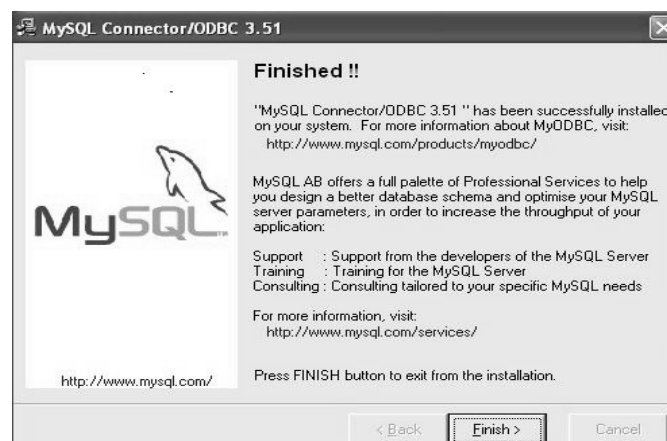 MySQL Connector/ODBC 3.51
Finished !!
"MySQL Connector/ODBC 3.51 " has been successfully installed
on your system. For more information about MyODBC, visit:
http://www.mysql.com/products/myodbc/
MySQL AB offers a full palette of Professional Services to help
you design a better database schema and optimise your MySQL
server parameters, in order to increase the throughput of your
application:
Support : Support from the developers of the MySQL Server
Training : Training for the MySQL Server
Consulting : Consulting tailored to your specific MySQL needs
For more information, visit:
http://www.mysql.com/services/
Press FINISH button to exit from the installation.
MySQL
http://www.mysql.com/
< Back
Finish >
Cancel